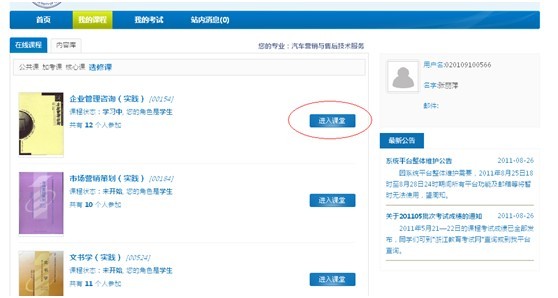 首页 我的课程 我的考试 站内消息(0)
在线课程 内容库 您的专业：汽车营销与售后技术服务
公共课 加考课 核心课 选修课
企业管理咨询（实践） [00154]
课程状态：学习中，您的角色是学生
共有 12 个人参加
进入课堂
市场营销策划（实践） [00184]
课程状态：未开始，您的角色是学生
共有 10 个人参加
进入课堂
文书学（实践） [00524]
课程状态：未开始，您的角色是学生
共有 11 个人参加
进入课堂
用户名:020109100566
名字:张丽萍
邮件:
最新公告
系统平台整体维护公告 2011-08-26
因系统平台整体维护需要，2011年8月25日18
时至8月28日24时期间所有平台功能及邮箱等将暂
时无法使用，望周知。
关于201105批次考试成绩的通知 2011-08-26
2011年5月21—22日的课程考试成绩已全部发
布，同学们可到"浙江教育考试网"查询或到我平台查
询。